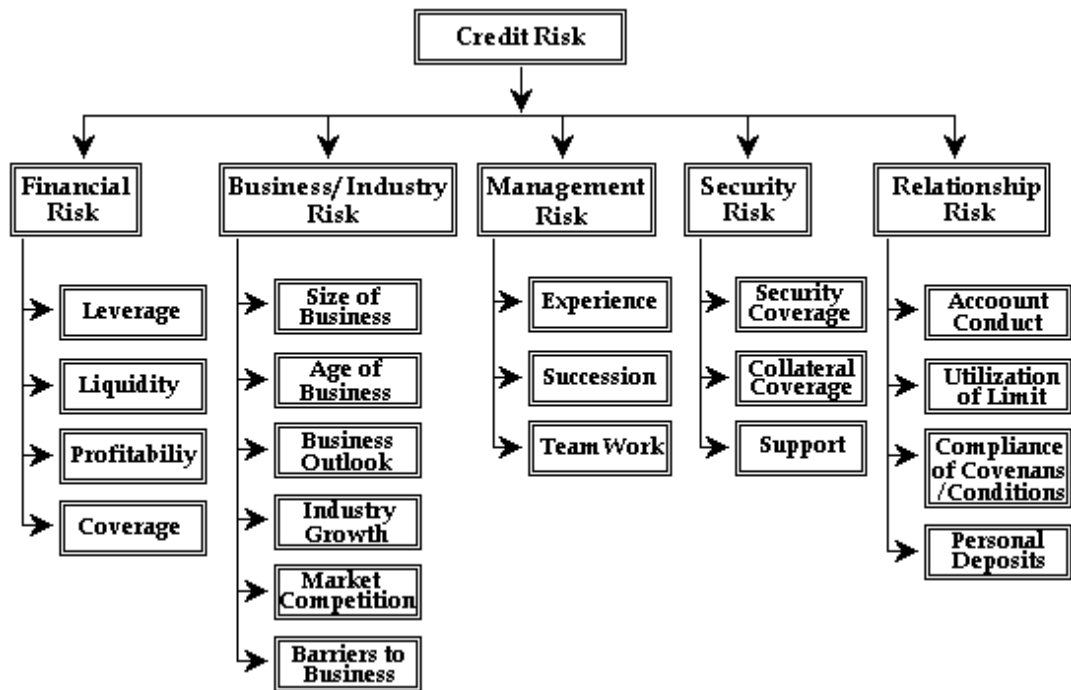 Credit Risk
Financial
Risk
Business/ Industry
Risk
Management
Risk
Security
Risk
Relationship
Risk
Leverage
Liquidity
Profitabiliy
Coverage
Size of
Business
Age of
Business
Business
Outlook
Industry
Growth
Market
Competition
Barriers to
Business
Experience
Succession
Team Work
Security
Coverage
Collateral
Coverage
Support
Accoount
Conduct
Utilization
of Limit
Compliance
of Covenans
/Conditions
Personal
Deposits